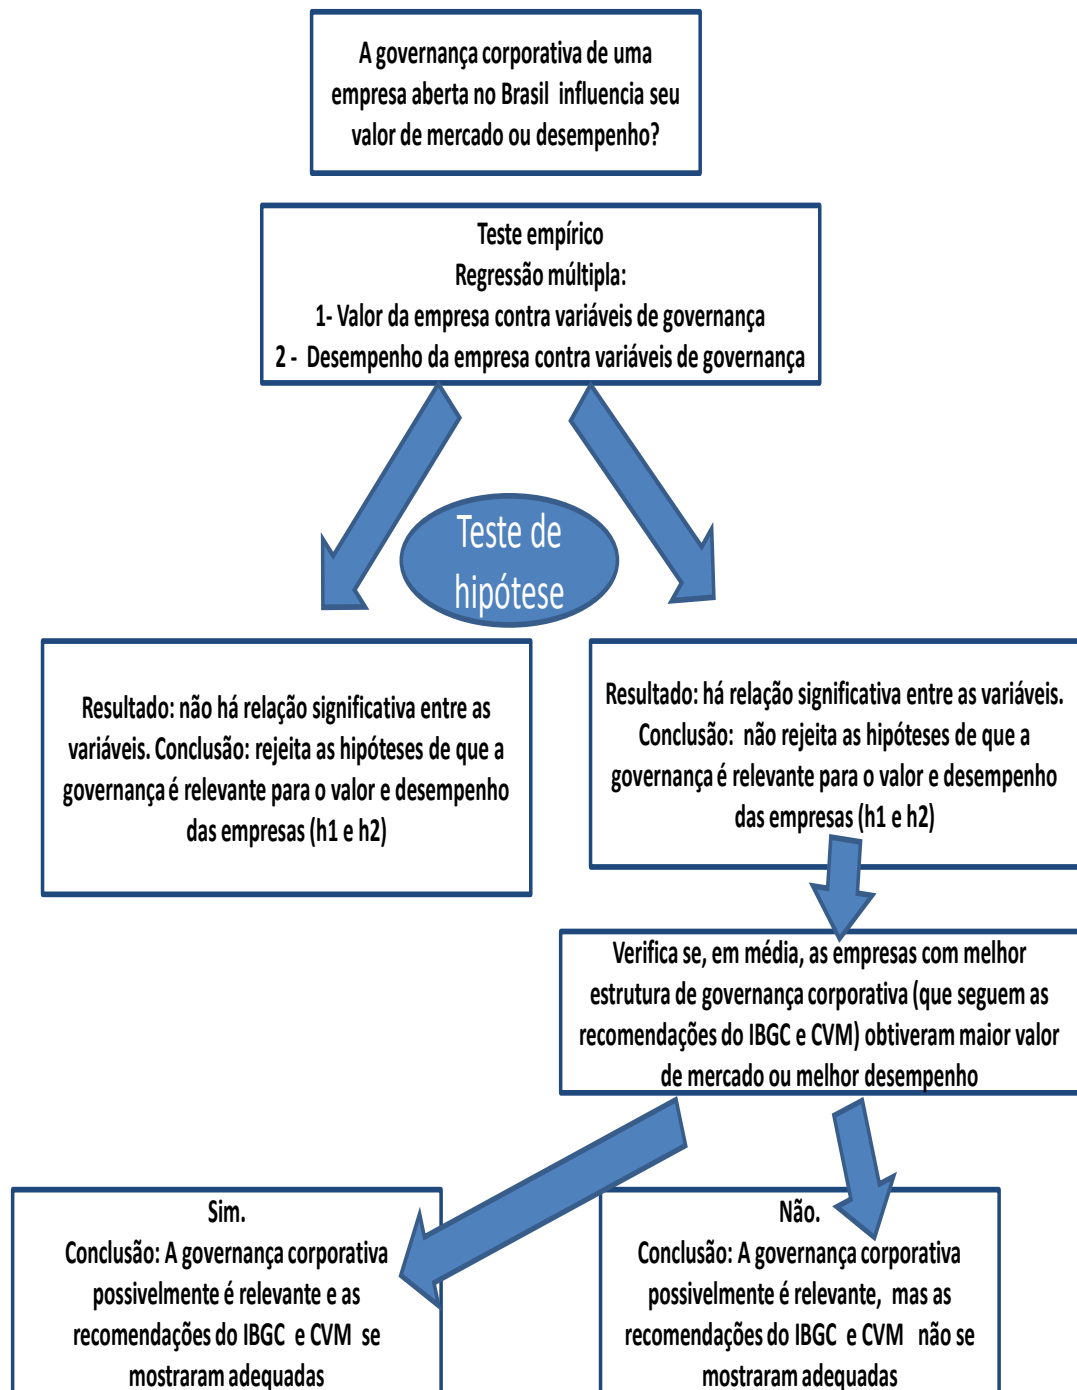 A governança corporativa de uma
empresa aberta no Brasil influencia seu
valor de mercado ou desempenho?
Teste empírico
Regressão múltipla:
1- Valor da empresa contra variáveis de governança
2 - Desempenho da empresa contra variáveis de governança
Teste de
hipótese
Resultado: não há relação significativa entre as
variáveis. Conclusão: rejeita as hipóteses de que a
governança é relevante para o valor e desempenho
das empresas (h1 e h2)
Resultado: há relação significativa entre as variáveis.
Conclusão: não rejeita as hipóteses de que a
governança é relevante para o valor e desempenho
das empresas (h1 e h2)
Verifica se, em média, as empresas com melhor
estrutura de governança corporativa (que seguem as
recomendações do IBGC e CVM) obtiveram maior valor
de mercado ou melhor desempenho
Sim.
Conclusão: A governança corporativa
possivelmente é relevante e as
recomendações do IBGC e CVM se
mostraram adequadas
Não.
Conclusão: A governança corporativa
possivelmente é relevante, mas as
recomendações do IBGC e CVM não se
mostraram adequadas